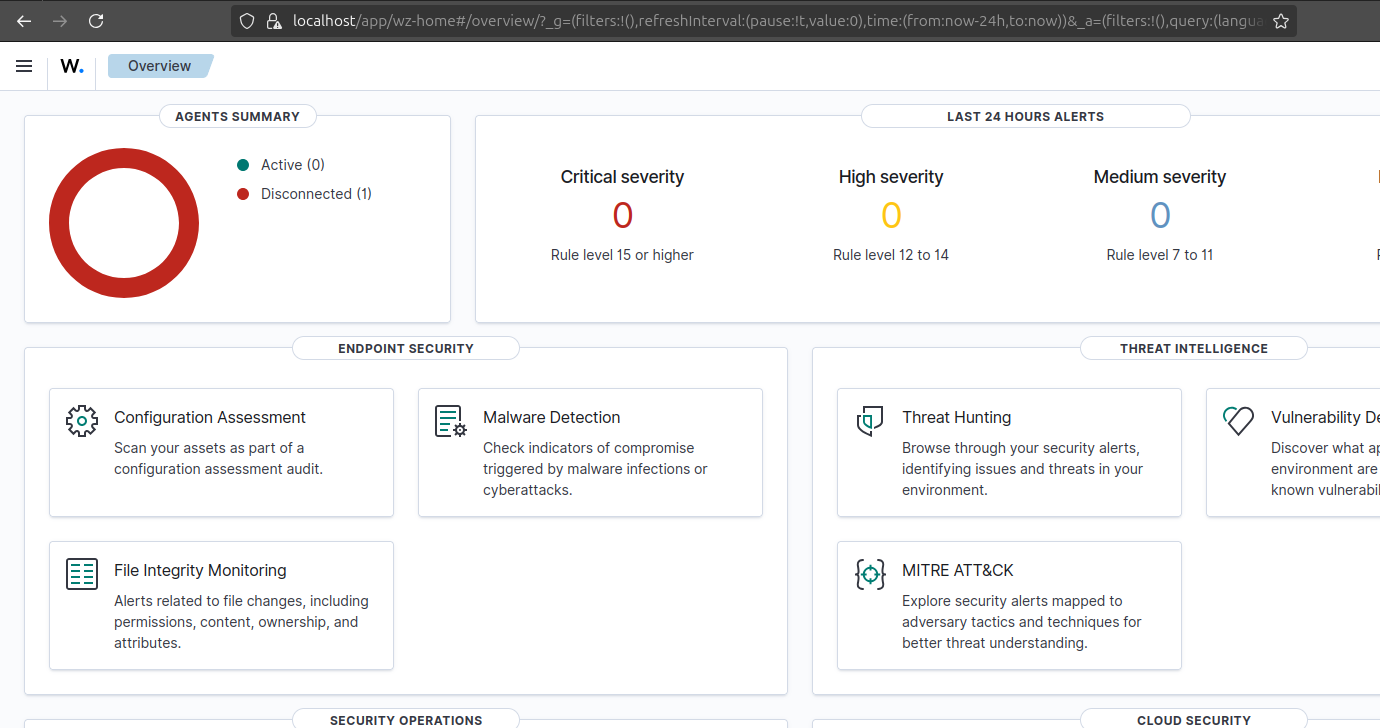 localhost/app/wz-home#/overview/?_g=(filters:!(),refreshInterval:(pause:!t,value:0),time:(from:now-24h,to:now))&_a=(filters:!(),query:(langua
W.
Overview
AGENTS SUMMARY
Active (0)
Disconnected (1)
LAST 24 HOURS ALERTS
Critical severity
0
Rule level 15 or higher
High severity
0
Rule level 12 to 14
Medium severity
0
Rule level 7 to 11
ENDPOINT SECURITY
Configuration Assessment
Scan your assets as part of a
configuration assessment audit.
Malware Detection
Check indicators of compromise
triggered by malware infections or
cyberattacks.
File Integrity Monitoring
Alerts related to file changes, including
permissions, content, ownership, and
attributes.
THREAT INTELLIGENCE
Threat Hunting
Browse through your security alerts,
identifying issues and threats in your
environment.
Vulnerability De
Discover what ap
environment are
known vulnerabil
MITRE ATT&CK
Explore security alerts mapped to
adversary tactics and techniques for
better threat understanding.
SECURITY OPERATIONS
CLOUD SECURITY